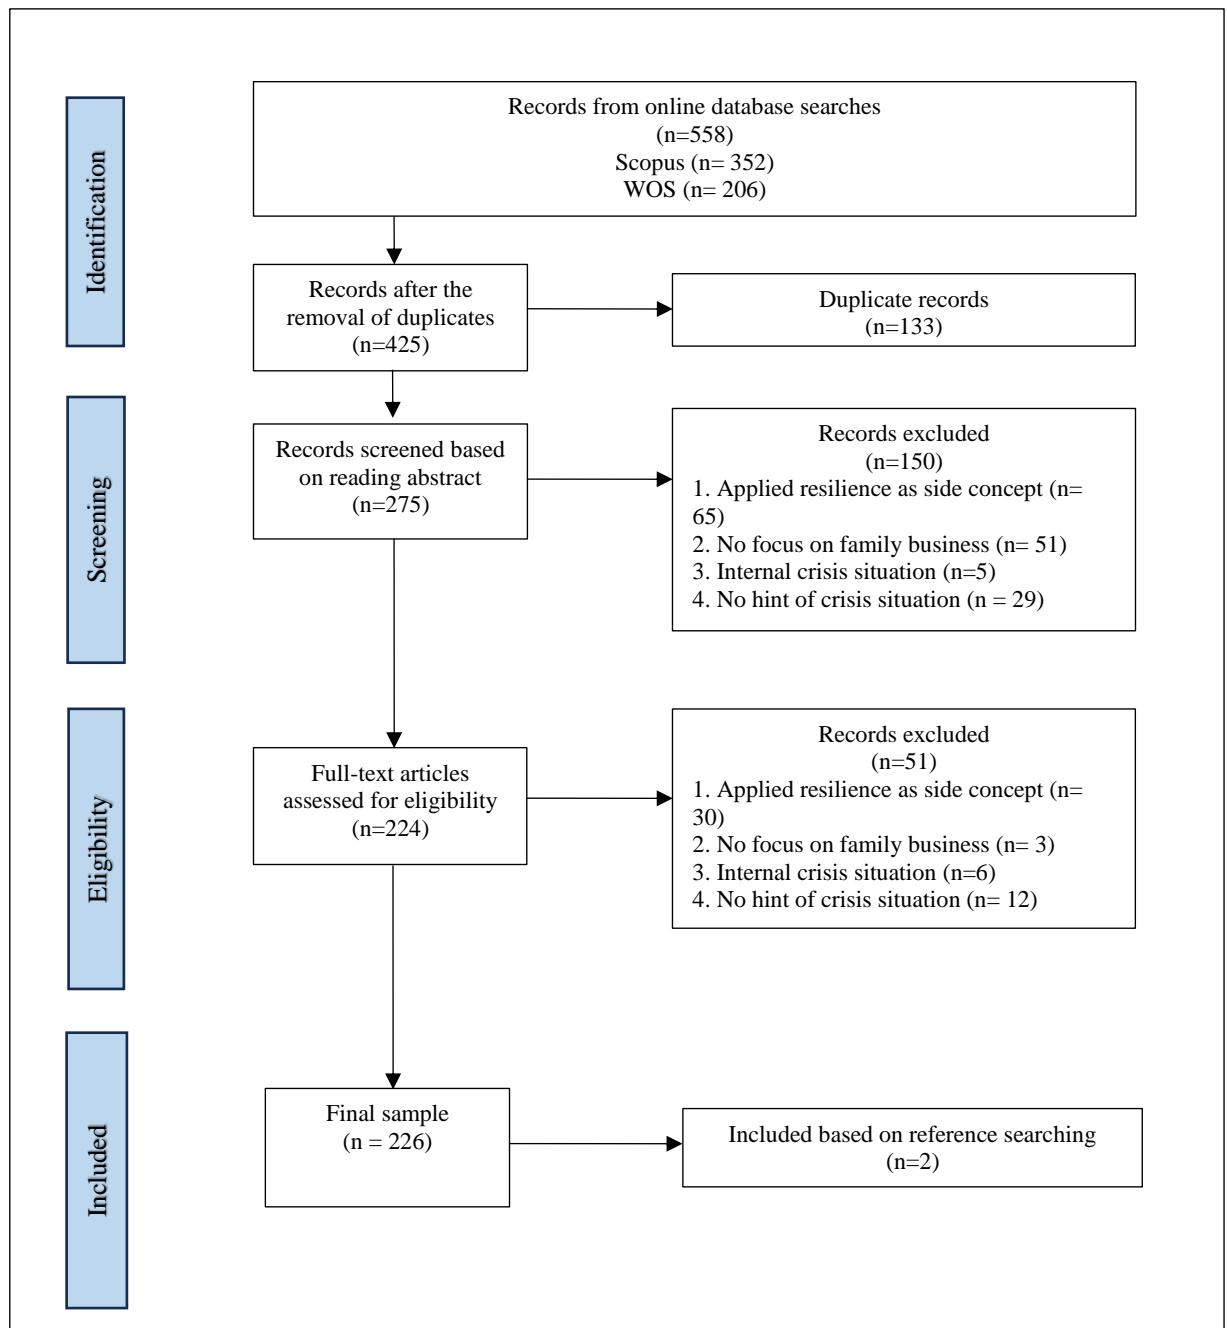 Identification
Records from online database searches
(n=558)
Scopus (n= 352)
WOS (n= 206)
Records after the
removal of duplicates
(n=425)
Duplicate records
(n=133)
Screening
Records screened based
on reading abstract
(n=275)
Records excluded
(n=150)
1. Applied resilience as side concept (n=
65)
2. No focus on family business (n= 51)
3. Internal crisis situation (n=5)
4. No hint of crisis situation (n = 29)
Eligibility
Full-text articles
assessed for eligibility
(n=224)
Records excluded
(n=51)
1. Applied resilience as side concept (n=
30)
2. No focus on family business (n= 3)
3. Internal crisis situation (n=6)
4. No hint of crisis situation (n= 12)
Included
Final sample
(n = 226)
Included based on reference searching
(n=2)